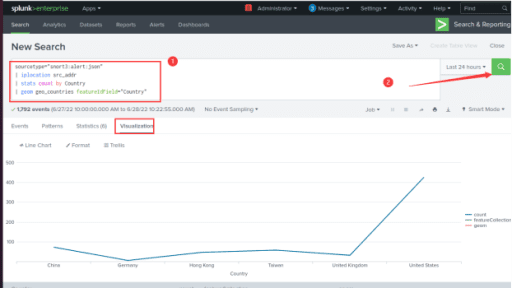 splunk>enterprise Apps ▾ Administrator ▾ 3 Messages ▾ Settings ▾ Activity ▾ Help ▾ Find
Search Analytics Datasets Reports Alerts Dashboards Search & Reporting
New Search Save As ▾ Create Table View Close
1
sourcetype="snort3:alert:json"
| iplocation src_addr
| stats count by Country
| geom geo_countries featureIdField="Country"
Last 24 hours ▾
2
✓ 1,792 events (6/27/22 10:00:00.000 AM to 6/28/22 10:22:55.000 AM) No Event Sampling ▾ Job ▾ Smart Mode ▾
Events Patterns Statistics (6) Visualization
Line Chart Format Trellis
500
400
300
200
100
count
featureCollection
geom
China Germany Hong Kong Taiwan United Kingdom United States
Country